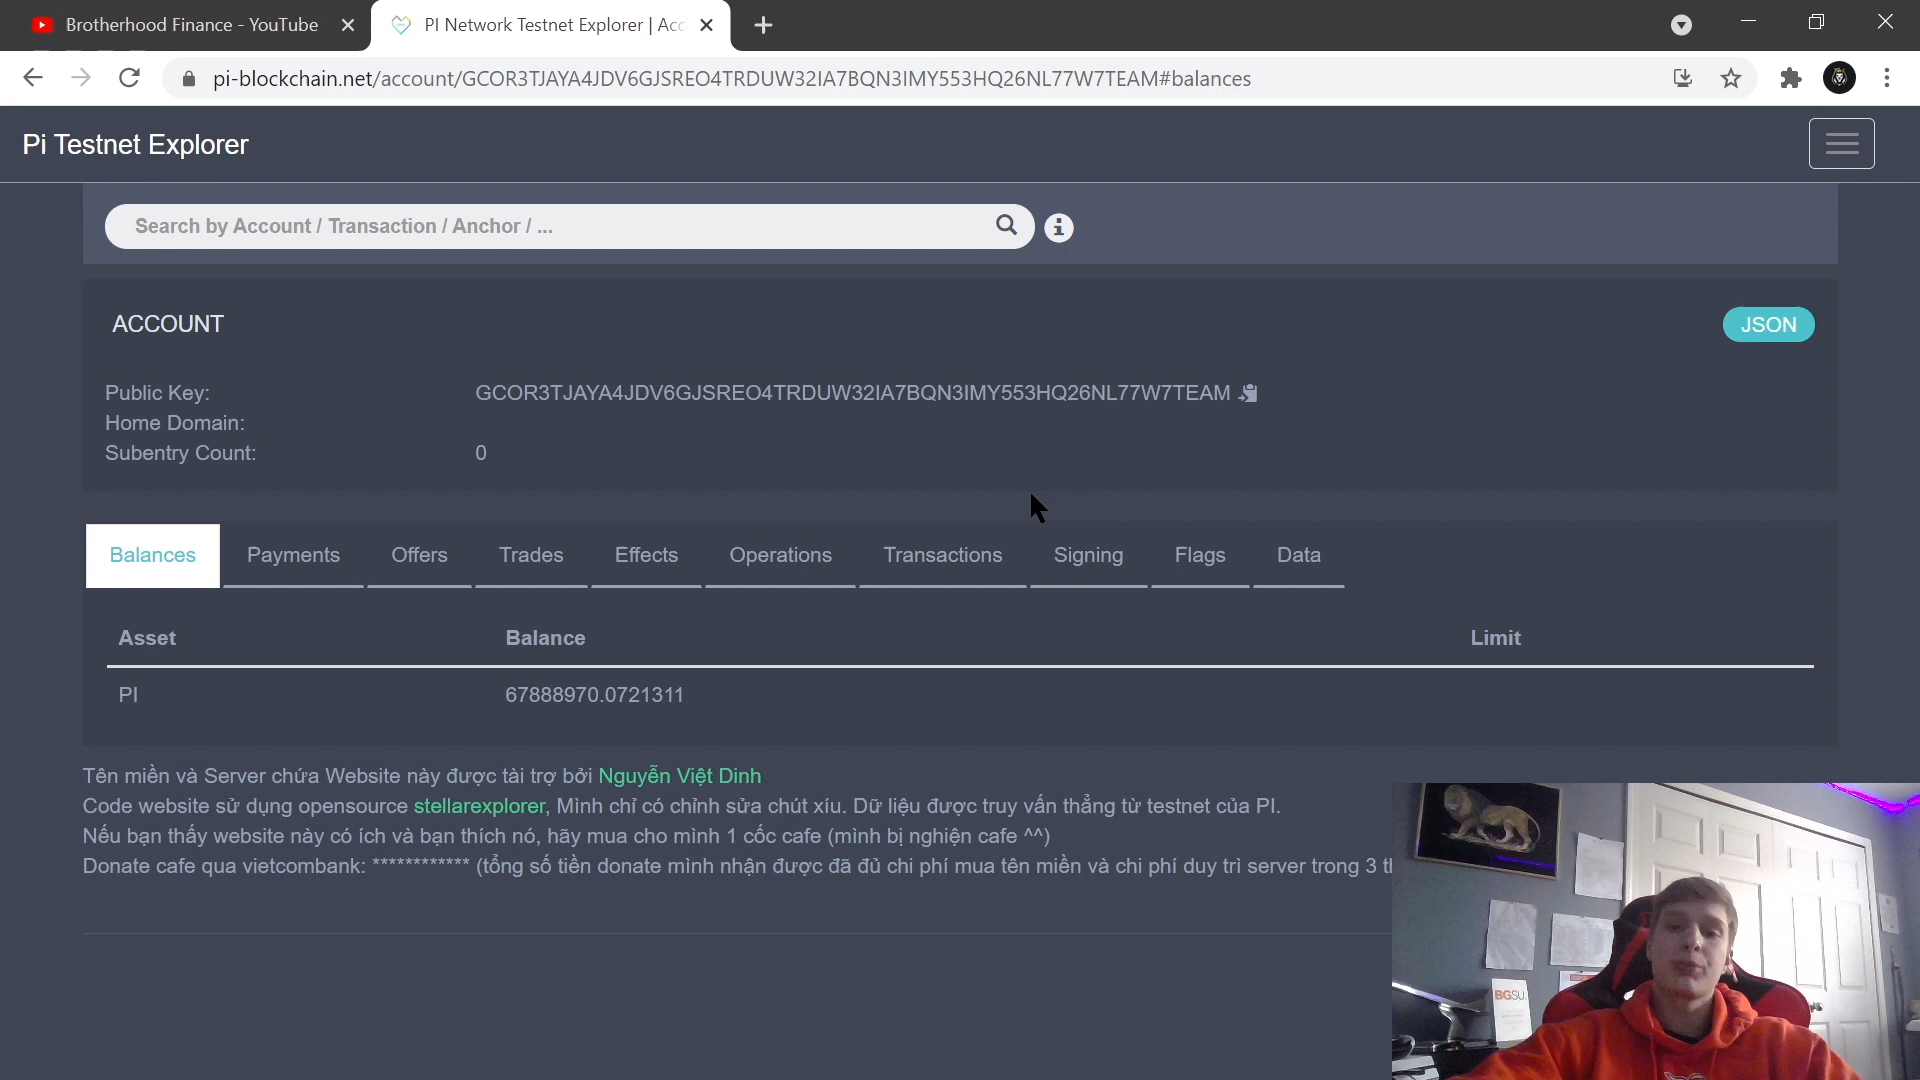 Brotherhood Finance - YouTube
PI Network Testnet Explorer | Acc
pi-blockchain.net/account/GCOR3TJAYA4JDV6GJSREO4TRDUW32IA7BQN3IMY553HQ26NL77W7TEAM#balances
Pi Testnet Explorer
Search by Account / Transaction / Anchor / ...
ACCOUNT
JSON
Public Key: GCOR3TJAYA4JDV6GJSREO4TRDUW32IA7BQN3IMY553HQ26NL77W7TEAM
Home Domain:
Subentry Count: 0
Balances Payments Offers Trades Effects Operations Transactions Signing Flags Data
Asset Balance Limit
PI 67888970.0721311
Tên miền và Server chứa Website này được tài trợ bởi Nguyễn Việt Dinh
Code website sử dụng opensource stellarexplorer, Mình chỉ có chỉnh sửa chút xíu. Dữ liệu được truy vấn thẳng từ testnet của PI.
Nếu bạn thấy website này có ích và bạn thích nó, hãy mua cho mình 1 cốc cafe (mình bị nghiện cafe ^^)
Donate cafe qua vietcombank: ************ (tổng số tiền donate mình nhận được đã đủ chi phí mua tên miền và chi phí duy trì server trong 3 th
BGSU